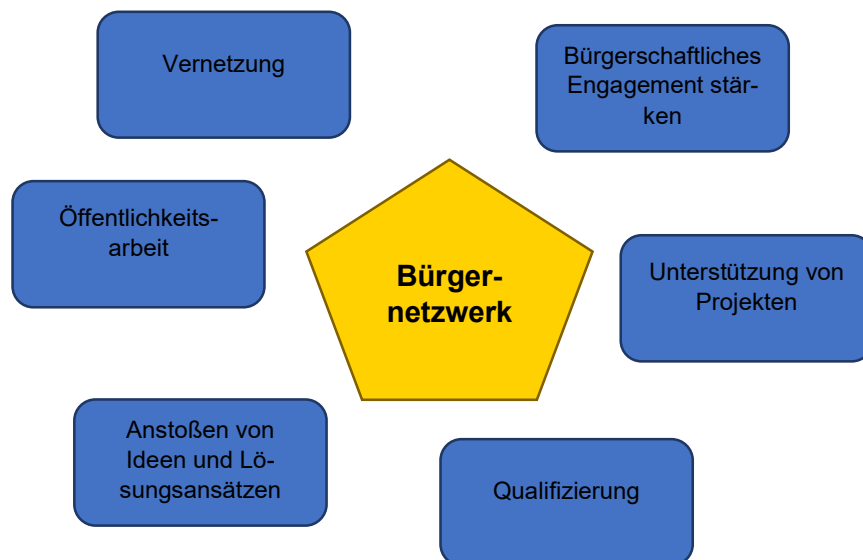 Vernetzung
Bürgerschaftliches
Engagement stär-
ken
Öffentlichkeits-
arbeit
Bürger-
netzwerk
Unterstützung von
Projekten
Anstoßen von
Ideen und Lö-
sungsansätzen
Qualifizierung